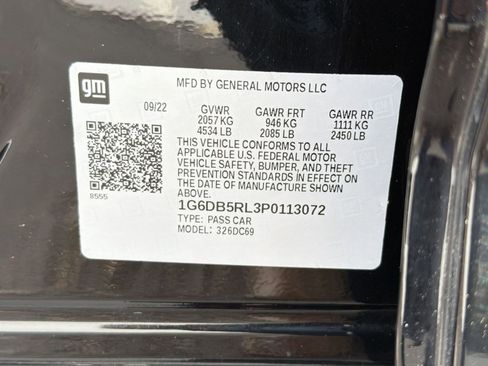 gm
MFD BY GENERAL MOTORS LLC
09/22 GVWR GAWR FRT GAWR RR
2057 KG 946 KG 1111 KG
4534 LB 2085 LB 2450 LB
THIS VEHICLE CONFORMS TO ALL
APPLICABLE U.S. FEDERAL MOTOR
VEHICLE SAFETY, BUMPER, AND THEFT
PREVENTION STANDARDS IN EFFECT ON
THE DATE OF MANUFACTURE SHOWN
ABOVE.
8555
1G6DB5RL3P0113072
TYPE: PASS CAR
MODEL: 326DC69